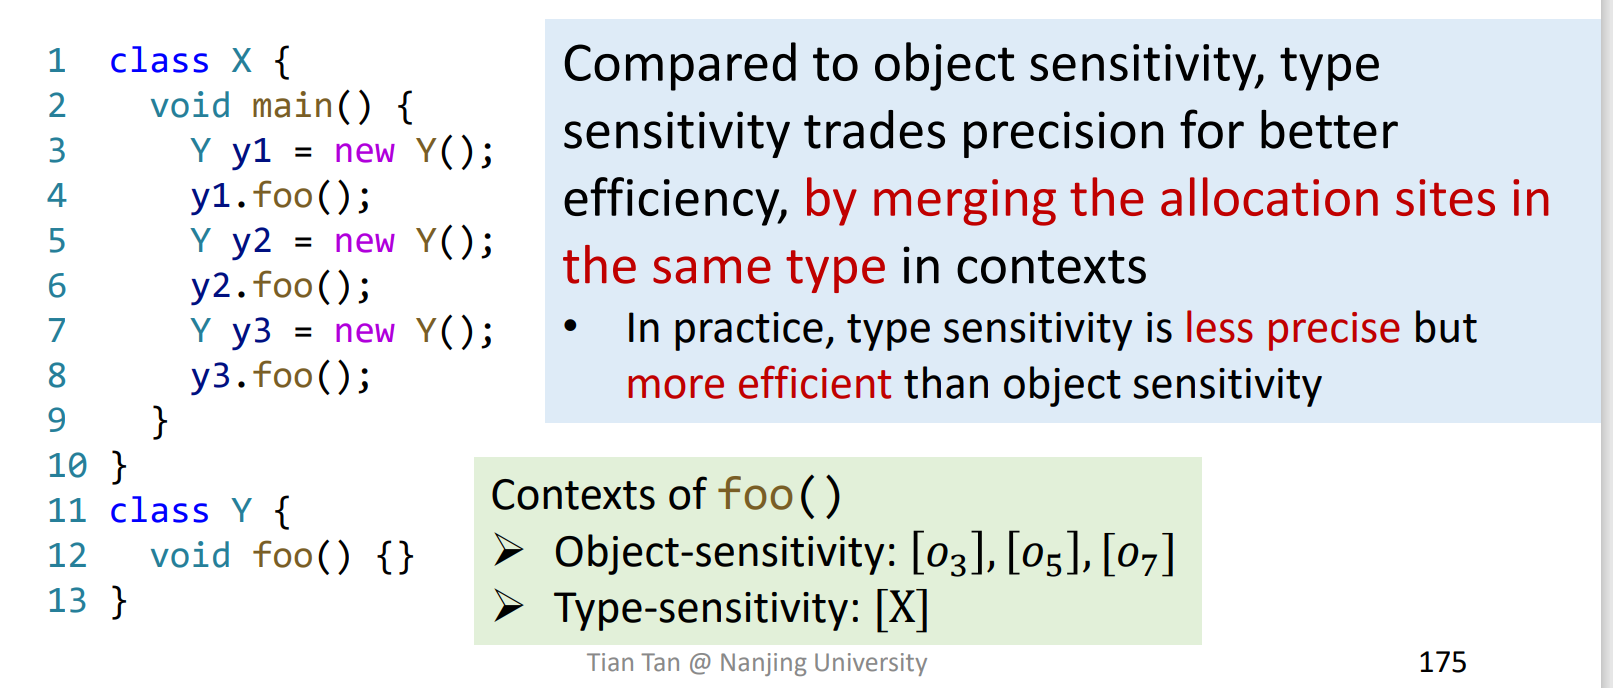 1 class X {
2 void main() {
3 Y y1 = new Y();
4 y1.foo();
5 Y y2 = new Y();
6 y2.foo();
7 Y y3 = new Y();
8 y3.foo();
9 }
10 }
11 class Y {
12 void foo() {}
13 }
Compared to object sensitivity, type
sensitivity trades precision for better
efficiency, by merging the allocation sites in
the same type in contexts
• In practice, type sensitivity is less precise but
more efficient than object sensitivity
Contexts of foo()
➢ Object-sensitivity: [o₃], [o₅], [o₇]
➢ Type-sensitivity: [X]
Tian Tan @ Nanjing University
175